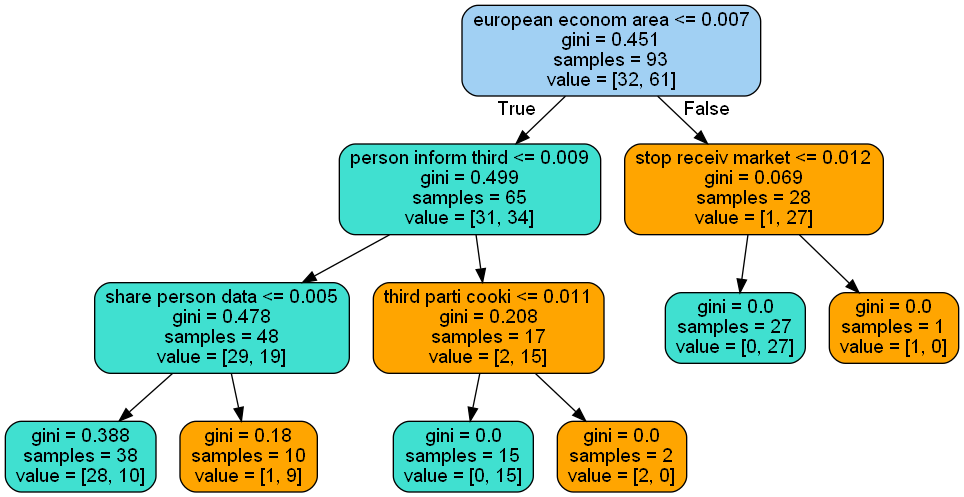 european econom area <= 0.007
gini = 0.451
samples = 93
value = [32, 61]
True
False
person inform third <= 0.009
gini = 0.499
samples = 65
value = [31, 34]
stop receiv market <= 0.012
gini = 0.069
samples = 28
value = [1, 27]
share person data <= 0.005
gini = 0.478
samples = 48
value = [29, 19]
third parti cooki <= 0.011
gini = 0.208
samples = 17
value = [2, 15]
gini = 0.0
samples = 27
value = [0, 27]
gini = 0.0
samples = 1
value = [1, 0]
gini = 0.388
samples = 38
value = [28, 10]
gini = 0.18
samples = 10
value = [1, 9]
gini = 0.0
samples = 15
value = [0, 15]
gini = 0.0
samples = 2
value = [2, 0]